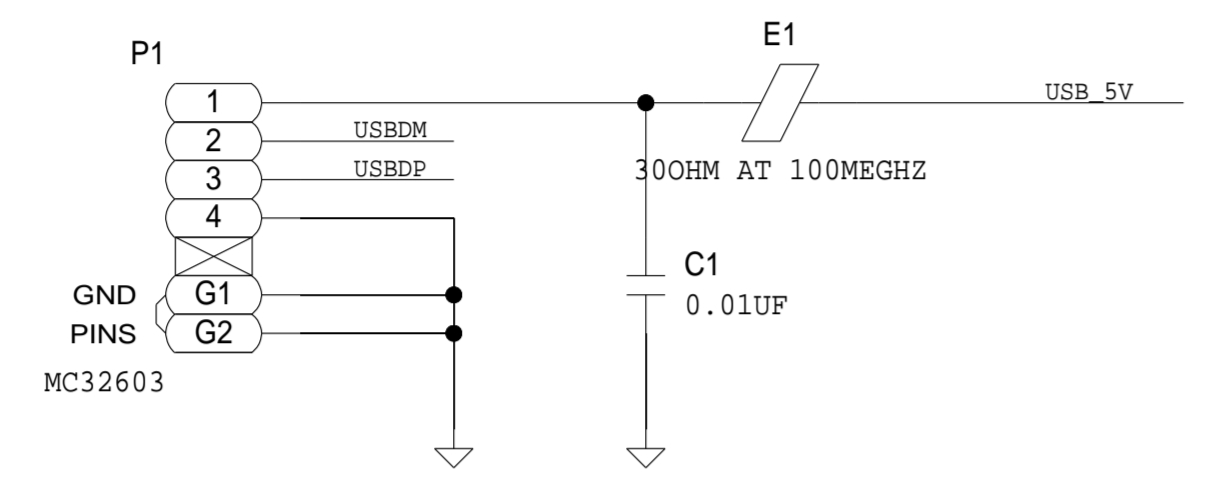 E1
P1
1
USB_5V
2
USBDM
3
USBDP
30OHM AT 100MEGHZ
4
C1
GND
G1
0.01UF
PINS
G2
MC32603